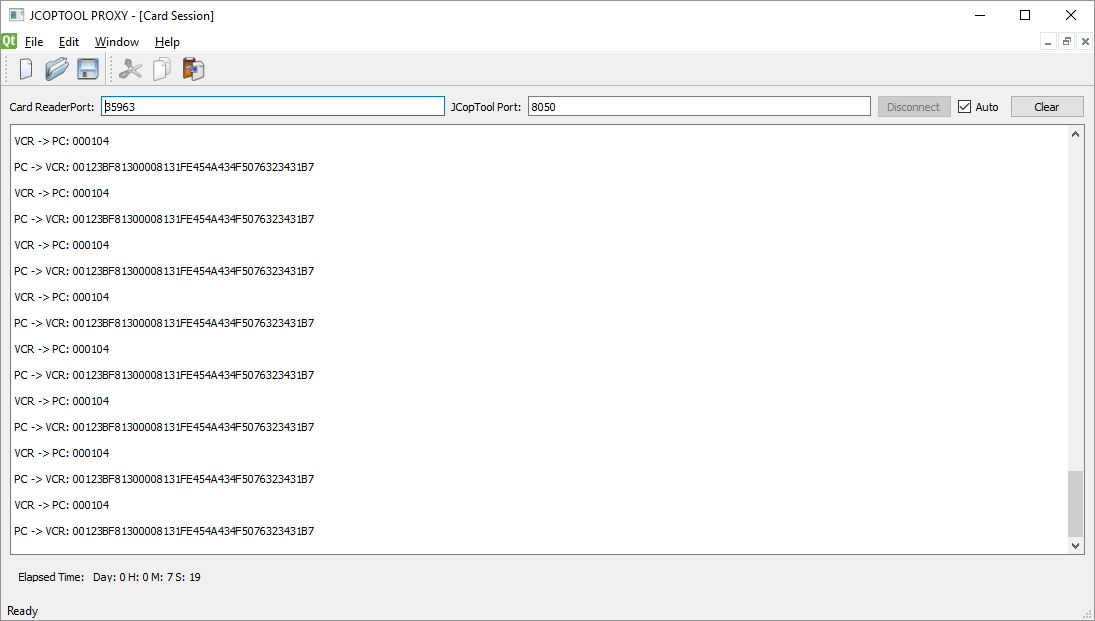 JCOPTOOL PROXY - [Card Session]
Qt File Edit Window Help
Card ReaderPort: 35963 JCopTool Port: 8050 Disconnect Auto Clear
VCR -> PC: 000104
PC -> VCR: 00123BF81300008131FE454A434F5076323431B7
VCR -> PC: 000104
PC -> VCR: 00123BF81300008131FE454A434F5076323431B7
VCR -> PC: 000104
PC -> VCR: 00123BF81300008131FE454A434F5076323431B7
VCR -> PC: 000104
PC -> VCR: 00123BF81300008131FE454A434F5076323431B7
VCR -> PC: 000104
PC -> VCR: 00123BF81300008131FE454A434F5076323431B7
VCR -> PC: 000104
PC -> VCR: 00123BF81300008131FE454A434F5076323431B7
VCR -> PC: 000104
PC -> VCR: 00123BF81300008131FE454A434F5076323431B7
VCR -> PC: 000104
PC -> VCR: 00123BF81300008131FE454A434F5076323431B7
Elapsed Time: Day: 0 H: 0 M: 7 S: 19
Ready